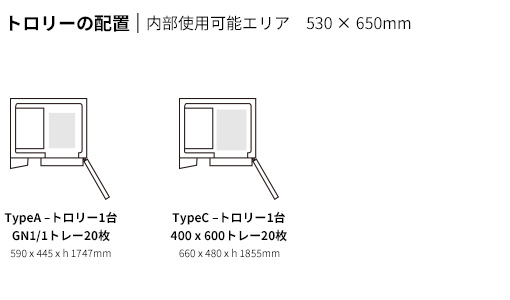 トロリーの配置 | 内部使用可能エリア 530 × 650mm
TypeA –トロリー1台
GN1/1トレー20枚
590 x 445 x h 1747mm
TypeC –トロリー1台
400 x 600トレー20枚
660 x 480 x h 1855mm